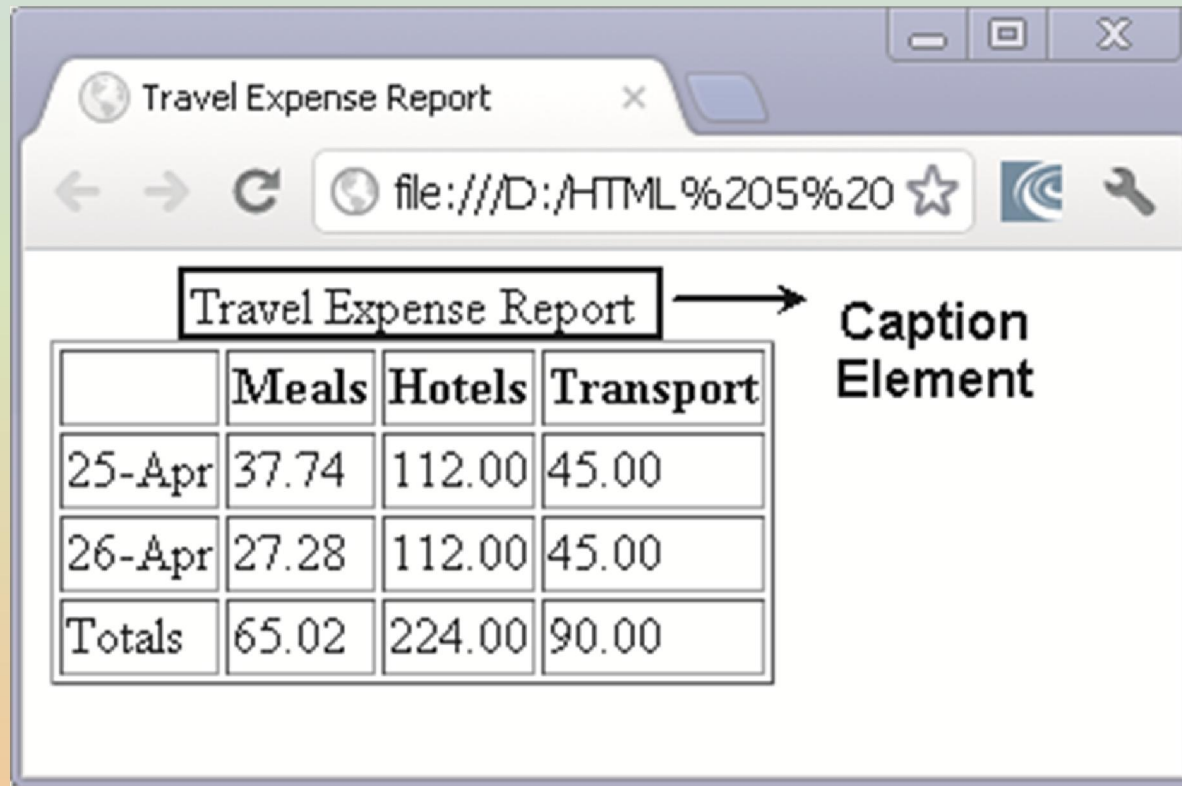 Travel Expense Report
file:///D:/HTML%205%20
Travel Expense Report
Caption
Element
Meals Hotels Transport
25-Apr 37.74 112.00 45.00
26-Apr 27.28 112.00 45.00
Totals 65.02 224.00 90.00